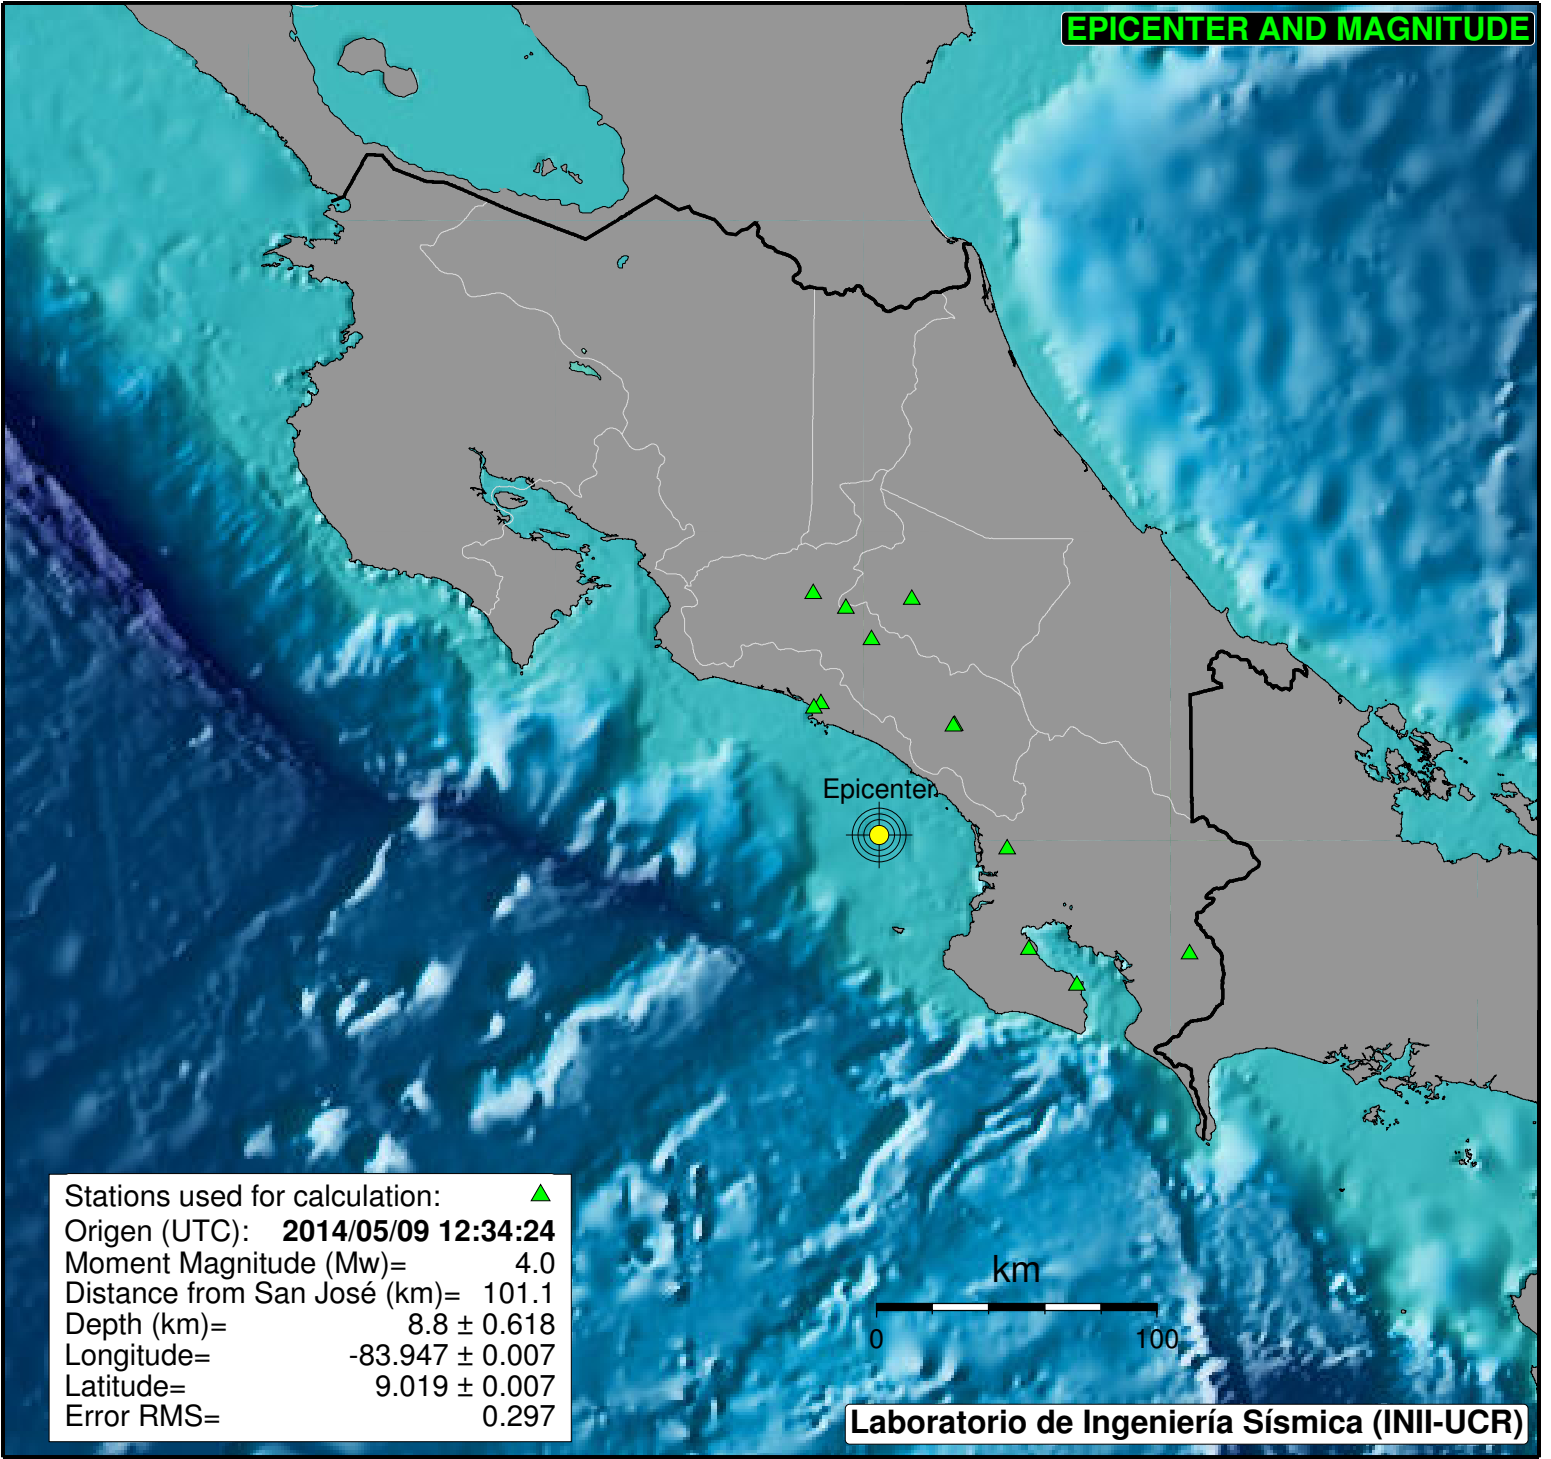 EPICENTER AND MAGNITUDE
Epicenter
Stations used for calculation:
Origen (UTC): 2014/05/09 12:34:24
Moment Magnitude (Mw)= 4.0
Distance from San José (km)= 101.1
Depth (km)= 8.8 ± 0.618
Longitude= -83.947 ± 0.007
Latitude= 9.019 ± 0.007
Error RMS= 0.297
km
0 100
Laboratorio de Ingeniería Sísmica (INII-UCR)